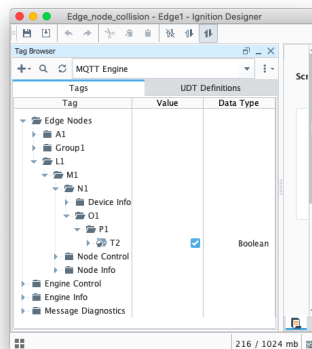 Edge_node_collision - Edge1 - Ignition Designer
Tag Browser
MQTT Engine
Tags UDT Definitions
Tag Value Data Type
Edge Nodes
A1
Group1
L1
M1
N1
Device Info
O1
P1
T2 Boolean
Node Control
Node Info
Engine Control
Engine Info
Message Diagnostics
Scr
216 / 1024 mb